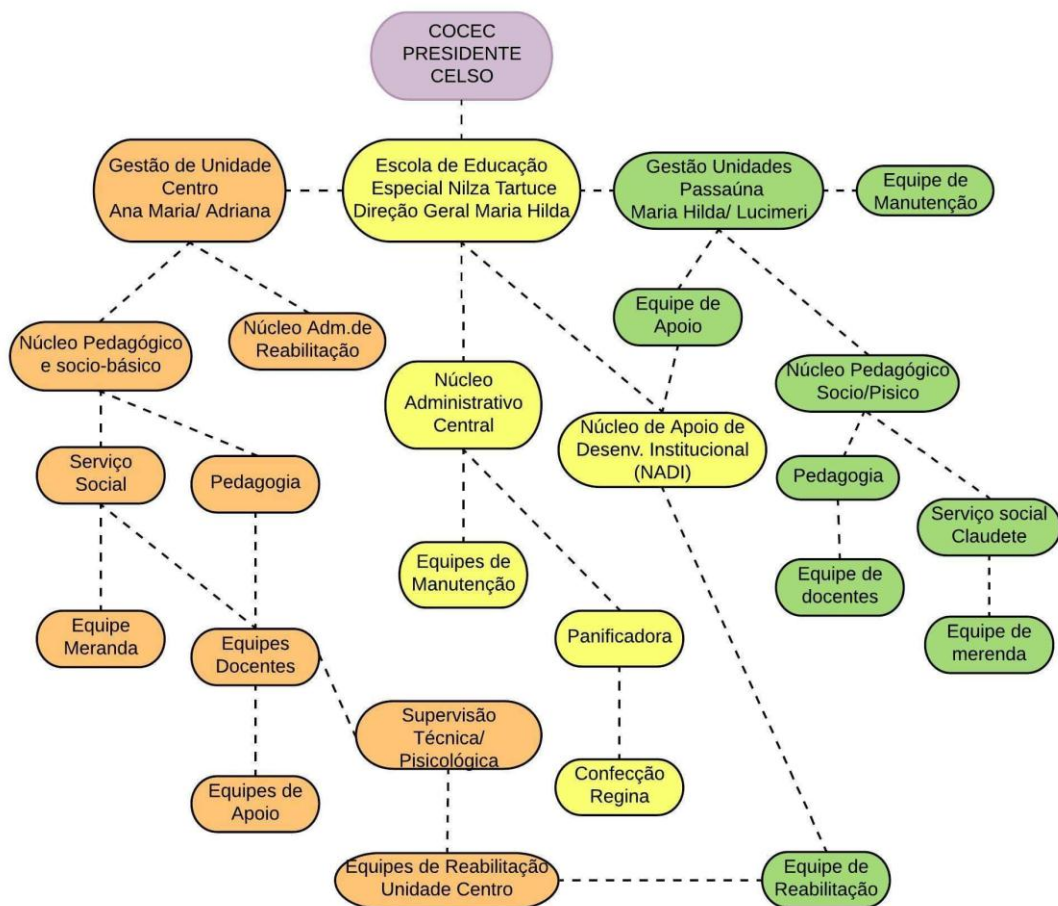 COCEC
PRESIDENTE
CELSO
Gestão de Unidade
Centro
Ana Maria/ Adriana
Escola de Educação
Especial Nilza Tartuce
Direção Geral Maria Hilda
Gestão Unidades
Passaúna
Maria Hilda/ Lucimeri
Equipe de
Manutenção
Núcleo Pedagógico
e socio-básico
Núcleo Adm.de
Reabilitação
Equipe de
Apoio
Núcleo
Administrativo
Central
Núcleo de Apoio de
Desenv. Institucional
(NADI)
Núcleo Pedagógico
Socio/Pisico
Serviço
Social
Pedagogia
Pedagogia
Serviço social
Claudete
Equipes de
Manutenção
Equipe de
docentes
Equipe
Meranda
Equipes
Docentes
Panificadora
Equipe de
merenda
Supervisão
Técnica/
Pisicológica
Equipes de
Apoio
Confecção
Regina
Equipes de Reabilitação
Unidade Centro
Equipe de
Reabilitação